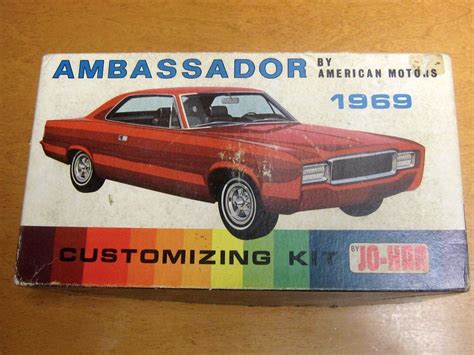 AMBASSADOR
BY
AMERICAN MOTORS
1969
CUSTOMIZING KIT
BY
JO-HAN